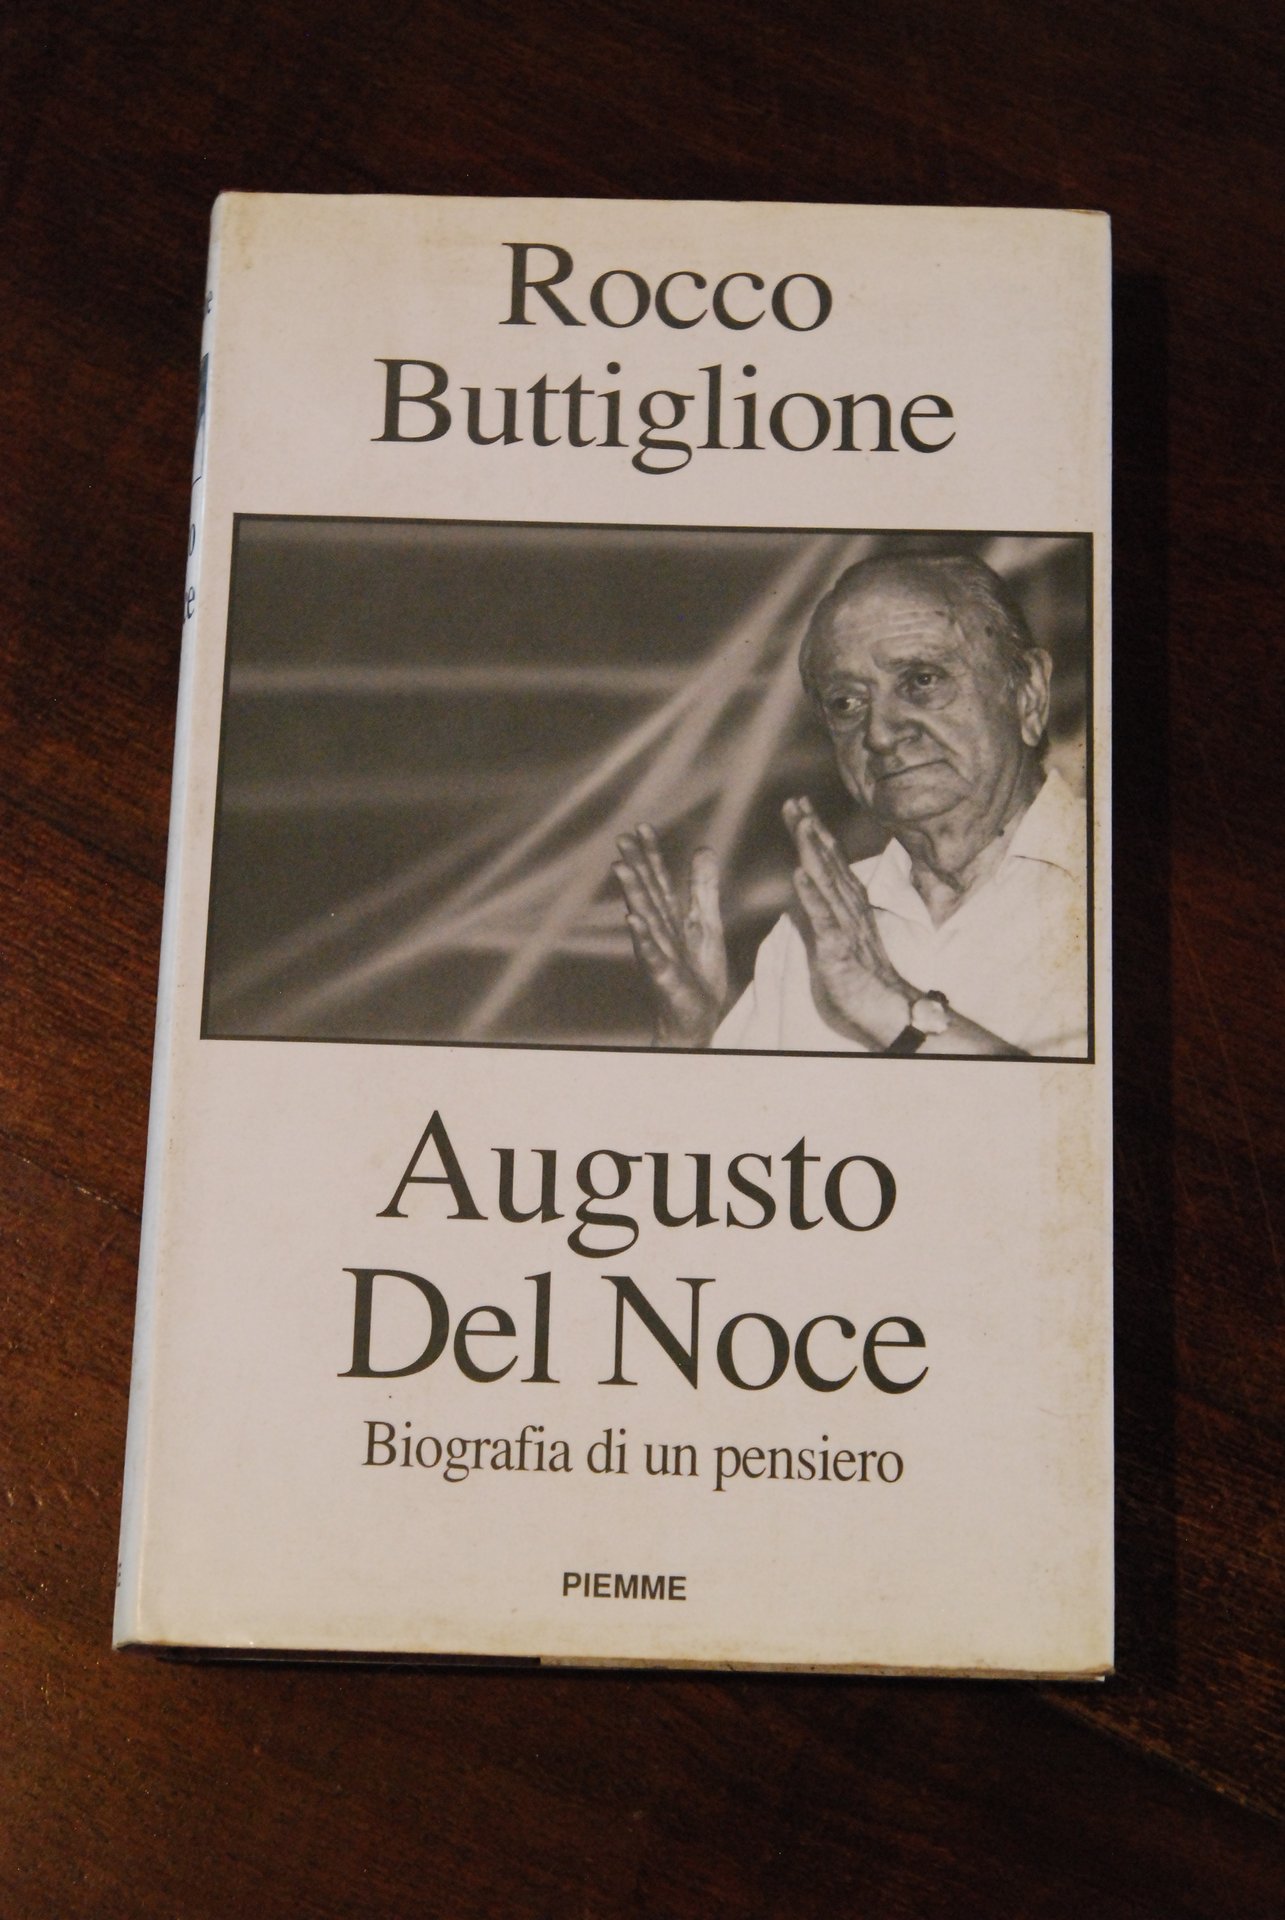 Rocco
Buttiglione
Augusto
Del Noce
Biografia di un pensiero
PIEMME